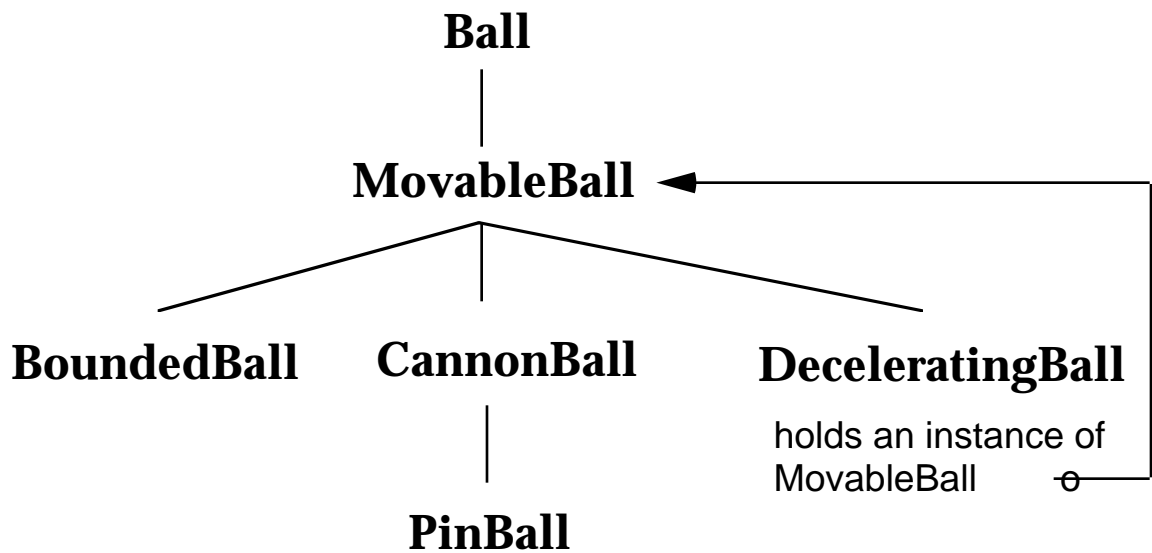 Ball
MovableBall
BoundedBall
CannonBall
DeceleratingBall
holds an instance of
MovableBall o
PinBall